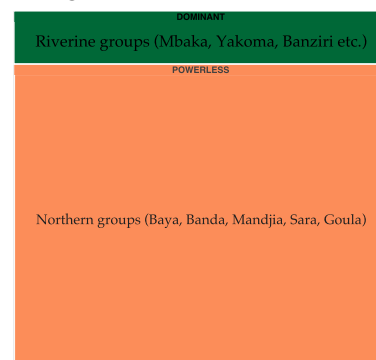 DOMINANT
Riverine groups (Mbaka, Yakoma, Banziri etc.)
POWERLESS
Northern groups (Baya, Banda, Mandjia, Sara, Goula)